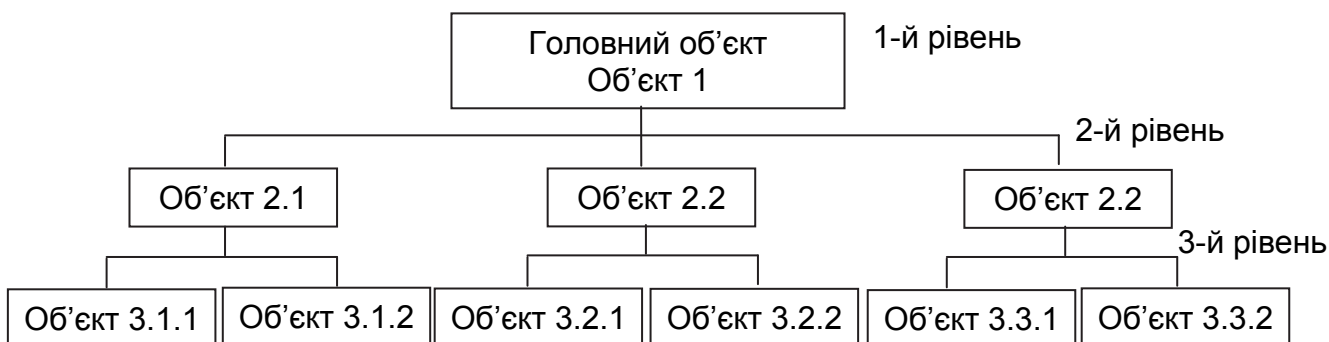 Головний об’єкт
Об’єкт 1
1-й рівень
2-й рівень
Об’єкт 2.1
Об’єкт 2.2
Об’єкт 2.2
3-й рівень
Об’єкт 3.1.1
Об’єкт 3.1.2
Об’єкт 3.2.1
Об’єкт 3.2.2
Об’єкт 3.3.1
Об’єкт 3.3.2